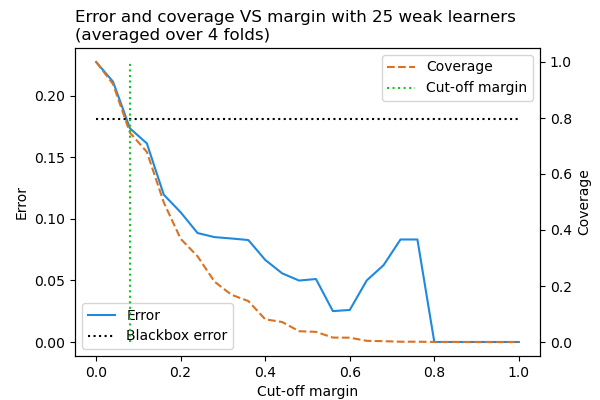 Error and coverage VS margin with 25 weak learners
(averaged over 4 folds)
Coverage
Cut-off margin
Error
Blackbox error
0.20
0.15
0.10
0.05
0.00
Error
1.0
0.8
0.6
0.4
0.2
0.0
Coverage
0.0 0.2 0.4 0.6 0.8 1.0
Cut-off margin